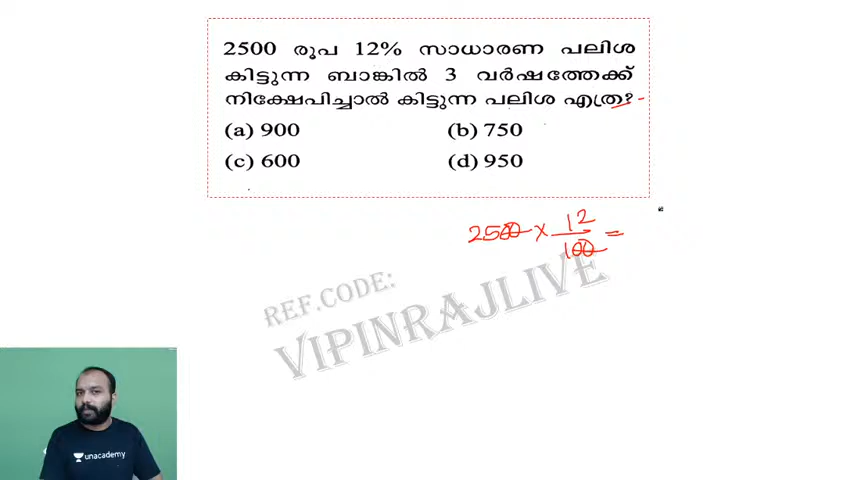 2500 രൂപ 12% സാധാരണ പലിശ
കിട്ടുന്ന ബാങ്കിൽ 3 വർഷത്തേക്ക്
നിക്ഷേപിച്ചാൽ കിട്ടുന്ന പലിശ എത്ര?
(a) 900 (b) 750
(c) 600 (d) 950
2500 × 12/100 =
REF.CODE:
VIPINRAJLIVE
unacademy